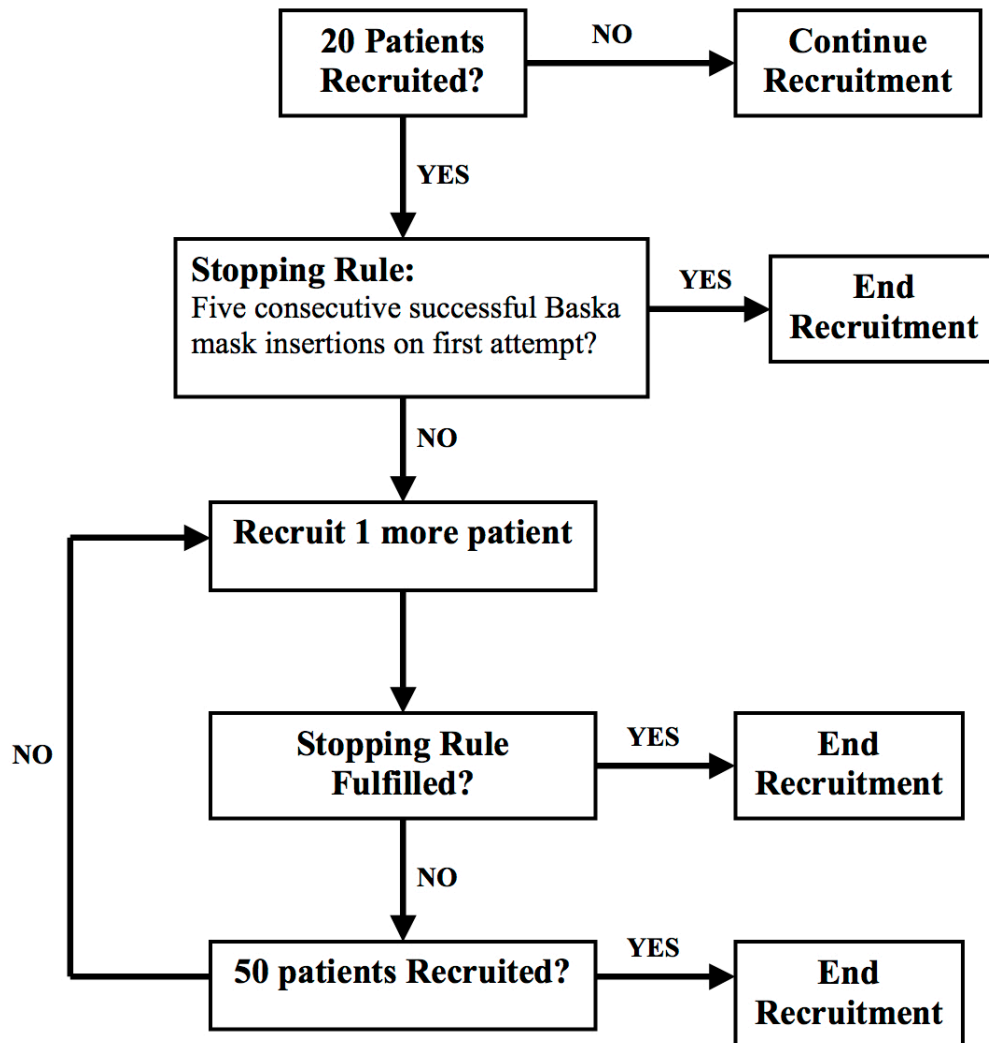 20 Patients
Recruited?
NO
Continue
Recruitment
YES
Stopping Rule:
Five consecutive successful Baska
mask insertions on first attempt?
YES
End
Recruitment
NO
Recruit 1 more patient
NO
Stopping Rule
Fulfilled?
YES
End
Recruitment
NO
50 patients Recruited?
YES
End
Recruitment